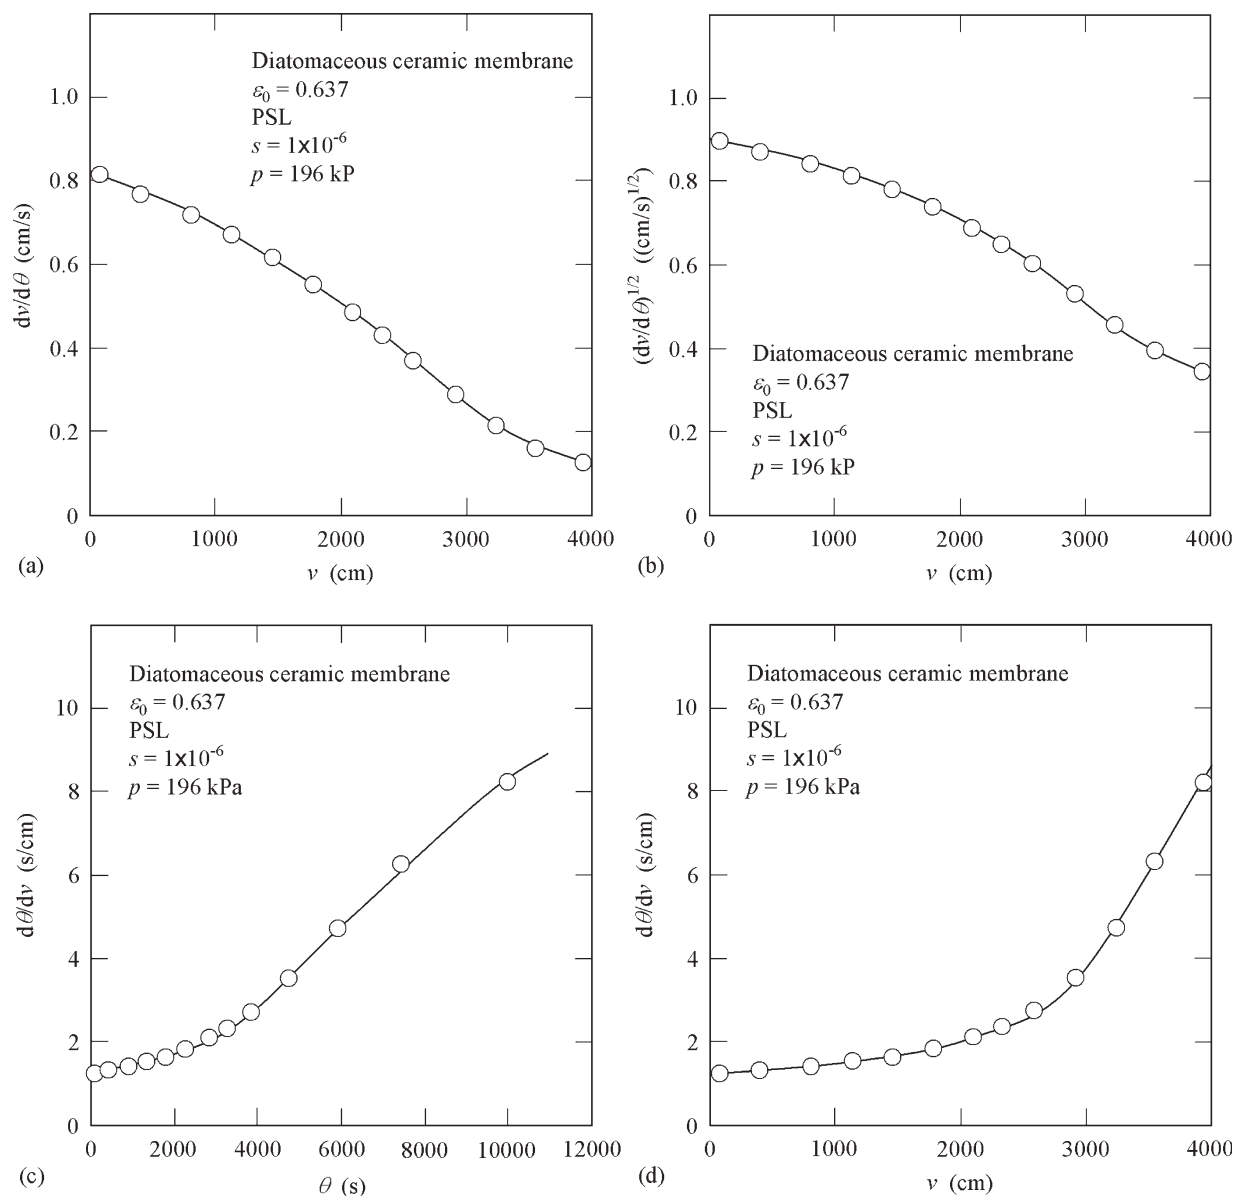 Diatomaceous ceramic membrane
ε₀ = 0.637
PSL
s = 1x10⁻⁶
p = 196 kP
1.0
0.8
0.6
0.4
0.2
0
dv/dθ (cm/s)
0 1000 2000 3000 4000
(a)
v (cm)
1.0
0.8
0.6
0.4
0.2
0
(dv/dθ)¹ᐟ² ((cm/s)¹ᐟ²)
Diatomaceous ceramic membrane
ε₀ = 0.637
PSL
s = 1x10⁻⁶
p = 196 kP
0 1000 2000 3000 4000
(b)
v (cm)
Diatomaceous ceramic membrane
ε₀ = 0.637
PSL
s = 1x10⁻⁶
p = 196 kPa
10
8
6
4
2
0
dθ/dv (s/cm)
0 2000 4000 6000 8000 10000 12000
(c)
θ (s)
Diatomaceous ceramic membrane
ε₀ = 0.637
PSL
s = 1x10⁻⁶
p = 196 kPa
10
8
6
4
2
0
dθ/dv (s/cm)
0 1000 2000 3000 4000
(d)
v (cm)